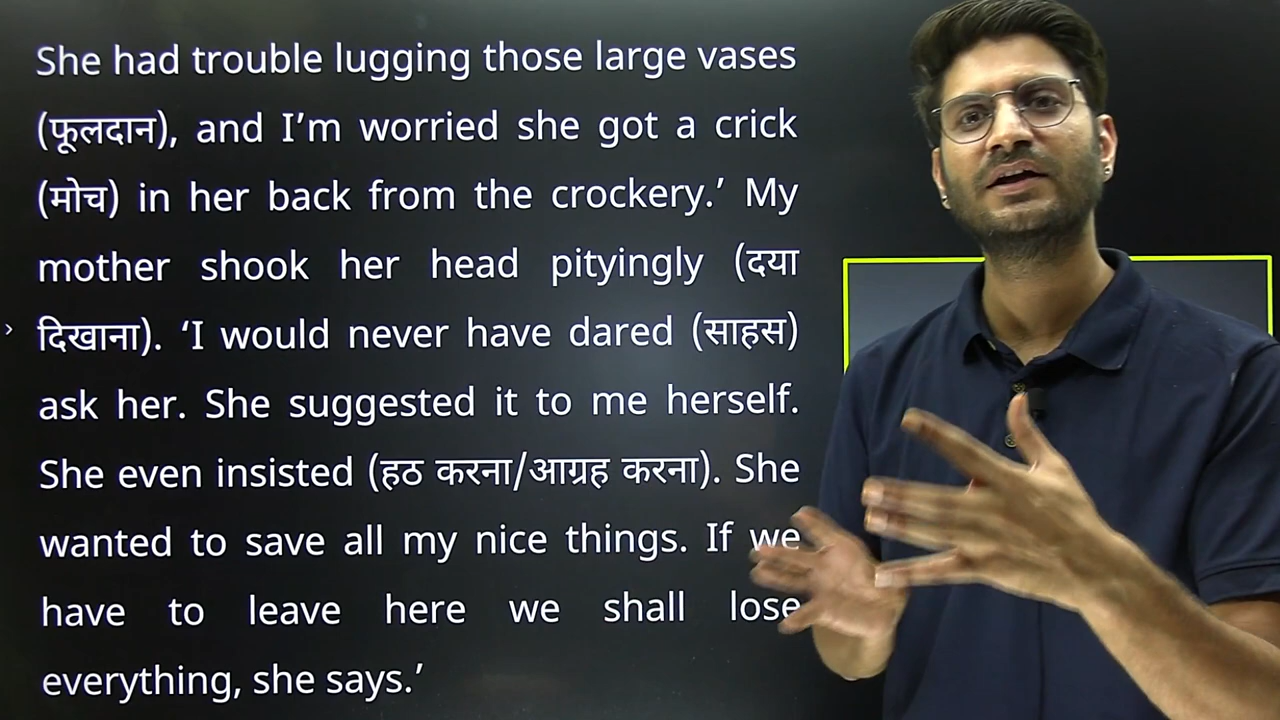 She had trouble lugging those large vases
(फूलदान), and I’m worried she got a crick
(मोच) in her back from the crockery.’ My
mother shook her head pityingly (दया
दिखाना). ‘I would never have dared (साहस)
ask her. She suggested it to me herself.
She even insisted (हठ करना/आग्रह करना). She
wanted to save all my nice things. If we
have to leave here we shall lose
everything, she says.’